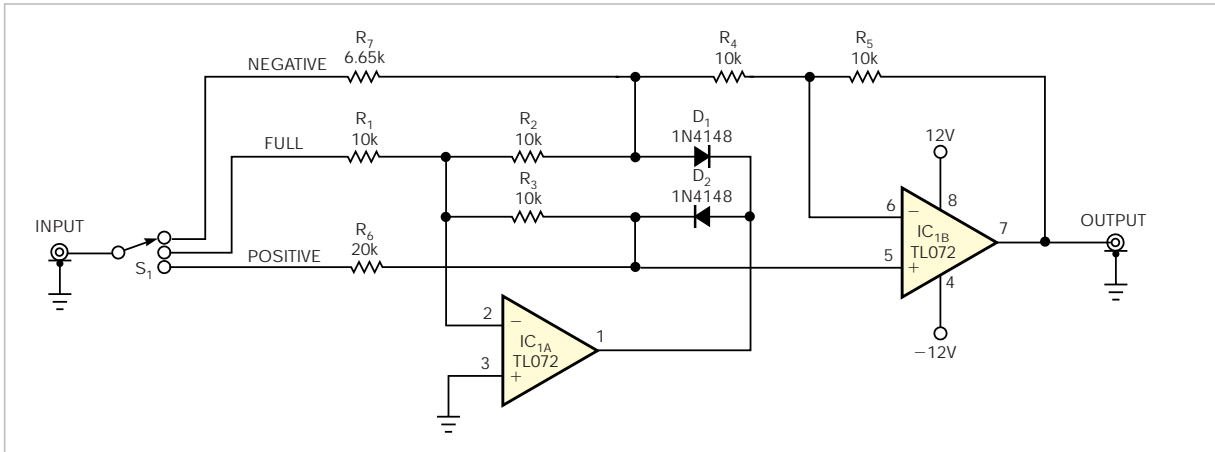 R7
6.65k
NEGATIVE
R4
10k
R5
10k
R1
10k
FULL
R2
10k
D1
1N4148
R3
10k
D2
1N4148
12V
8
INPUT
S1
POSITIVE
R6
20k
6
−
IC1B
TL072
5
+
7
OUTPUT
4
−12V
2
−
IC1A
TL072
3
+
1